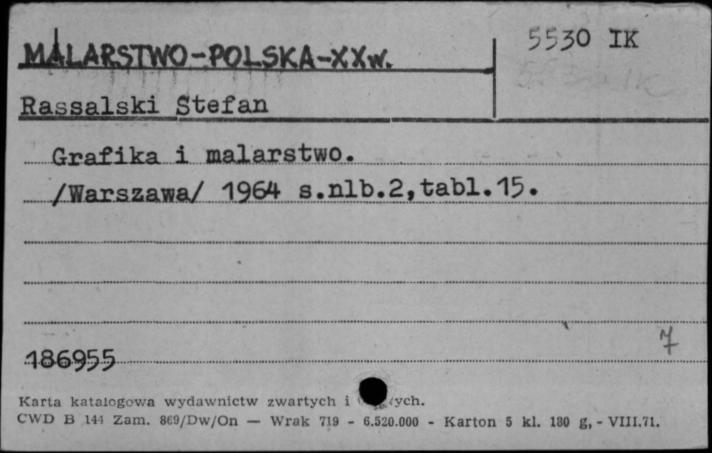 MALARSTWO-POLSKA-XXw.
5530 IK
Rassalski Stefan
Grafika i malarstwo.
/Warszawa/ 1964 s.nlb.2,tabl.15.
7
186955
Karta katalogowa wydawnictw zwartych i
CWD B 141 Zam. 869/Dw/On — Wrak 719 - 6.520.000 - Karton 5 kl. 180 g, - VIII.71.